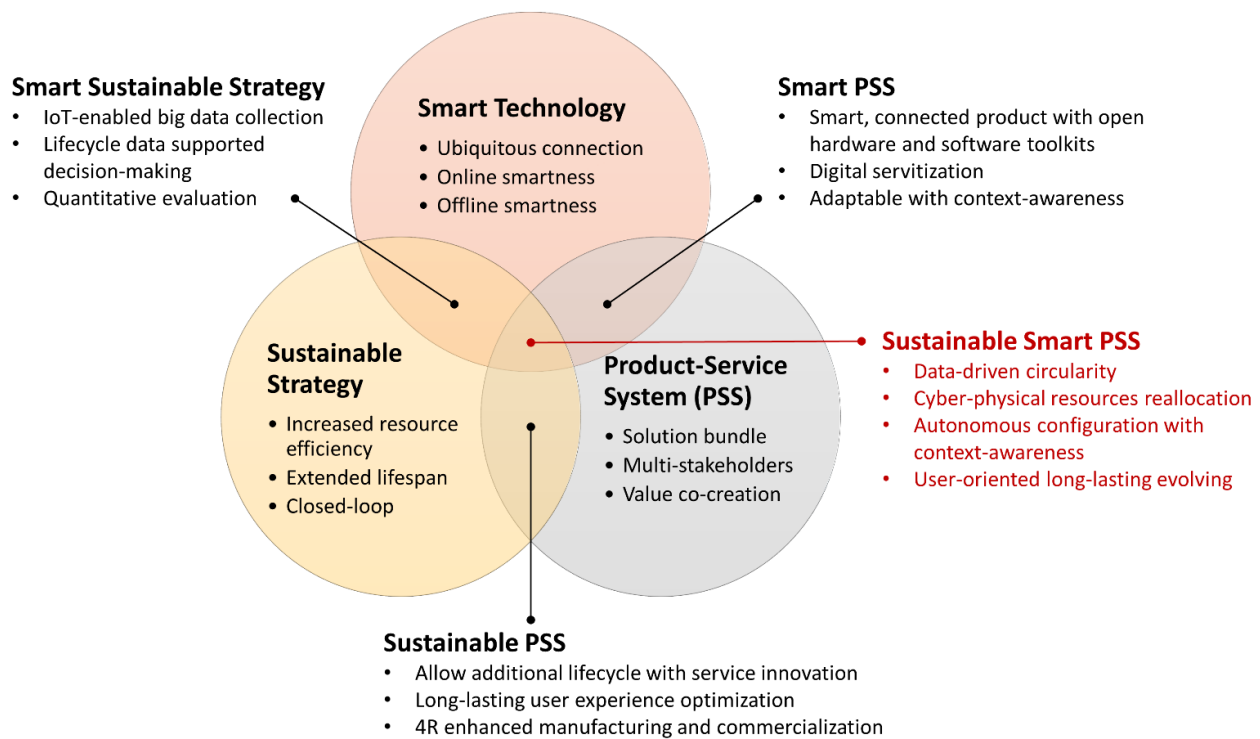 Smart Sustainable Strategy
• IoT-enabled big data collection
• Lifecycle data supported
decision-making
• Quantitative evaluation
Smart Technology
• Ubiquitous connection
• Online smartness
• Offline smartness
Smart PSS
• Smart, connected product with open
hardware and software toolkits
• Digital servitization
• Adaptable with context-awareness
Sustainable
Strategy
• Increased resource
efficiency
• Extended lifespan
• Closed-loop
Product-Service
System (PSS)
• Solution bundle
• Multi-stakeholders
• Value co-creation
Sustainable Smart PSS
• Data-driven circularity
• Cyber-physical resources reallocation
• Autonomous configuration with
context-awareness
• User-oriented long-lasting evolving
Sustainable PSS
• Allow additional lifecycle with service innovation
• Long-lasting user experience optimization
• 4R enhanced manufacturing and commercialization